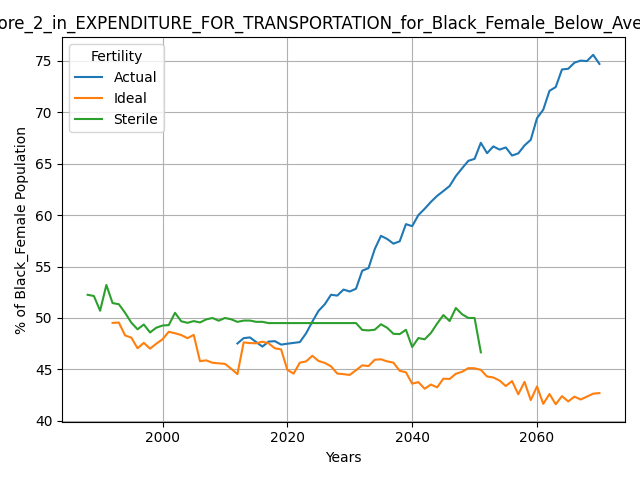 ore_2_in_EXPENDITURE_FOR_TRANSPORTATION_for_Black_Female_Below_Ave
Fertility
Actual
Ideal
Sterile
75
70
65
60
55
50
45
40
% of Black_Female Population
2000 2020 2040 2060
Years